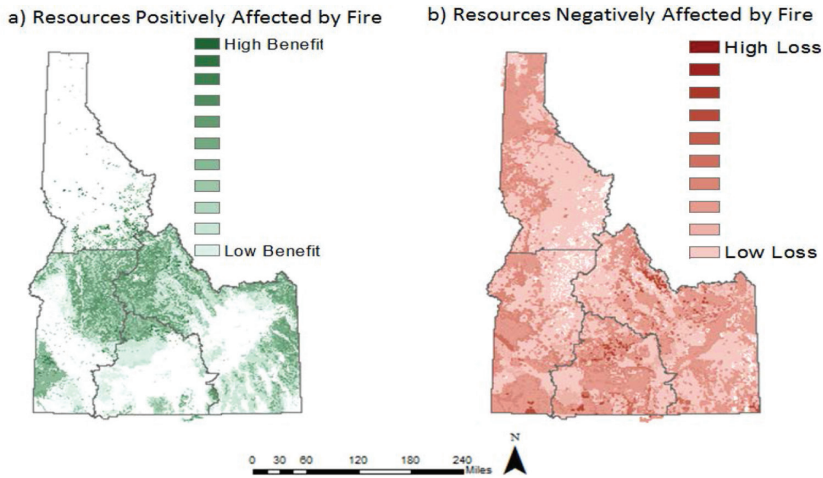 a) Resources Positively Affected by Fire
High Benefit
Low Benefit
b) Resources Negatively Affected by Fire
High Loss
Low Loss
0 30 60 120 180 240
Miles
N